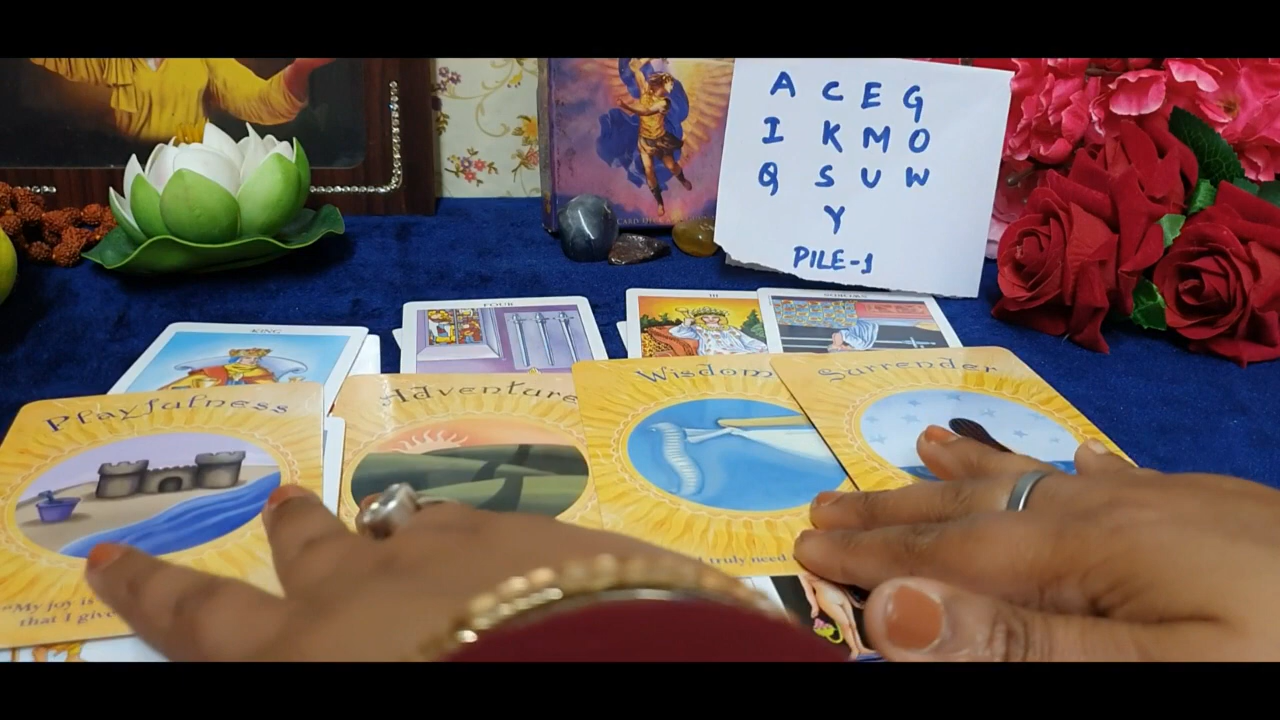 A C E G
I K M O
Q S U W
Y
PILE-1
KING
FOUR
III
Playfulness
Adventure
Wisdom
Surrender
"My joy is
that I give
truly need